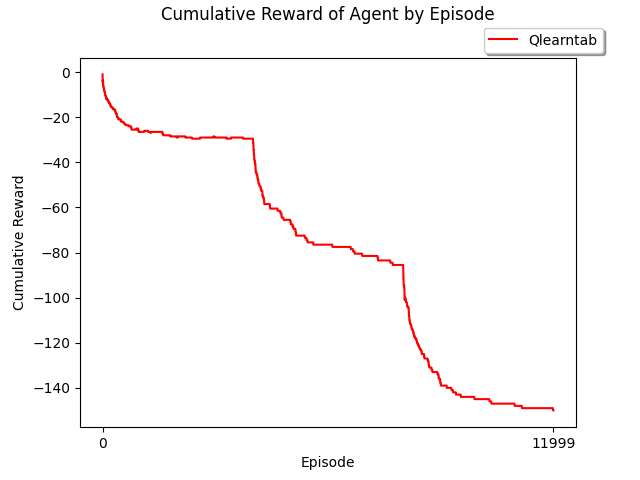 Cumulative Reward of Agent by Episode
Qlearntab
0
−20
−40
−60
−80
−100
−120
−140
Cumulative Reward
0
11999
Episode